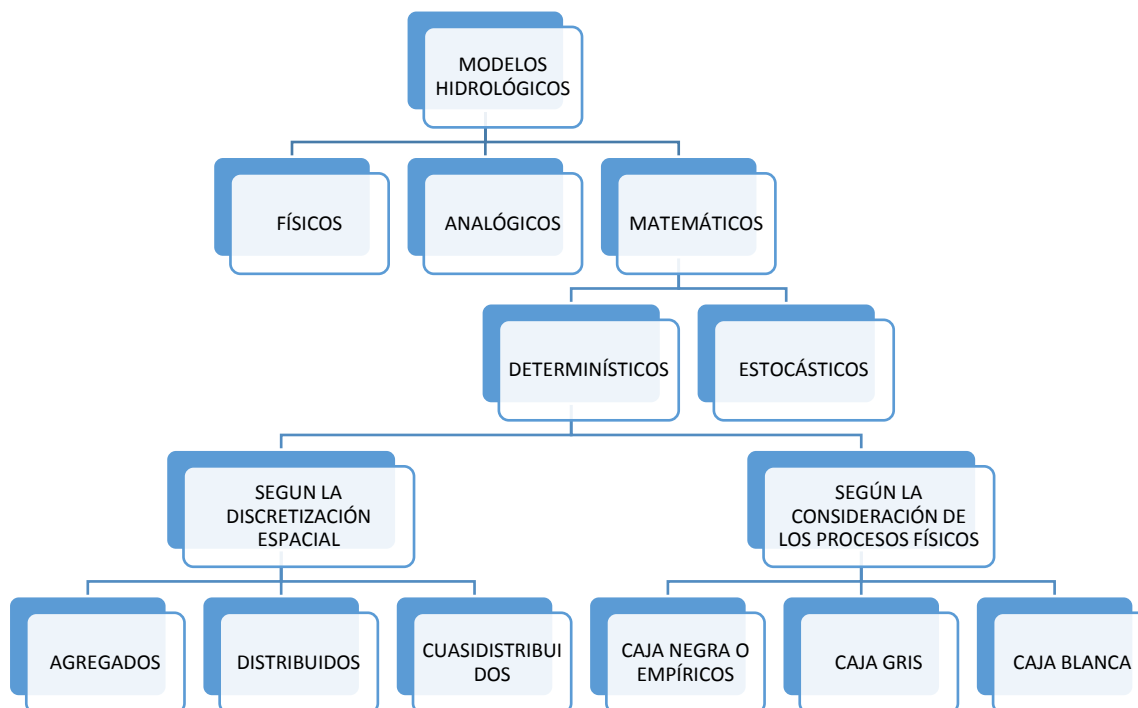 MODELOS
HIDROLÓGICOS
FÍSICOS
ANALÓGICOS
MATEMÁTICOS
DETERMINÍSTICOS
ESTOCÁSTICOS
SEGUN LA
DISCRETIZACIÓN
ESPACIAL
SEGÚN LA
CONSIDERACIÓN DE
LOS PROCESOS FÍSICOS
AGREGADOS
DISTRIBUIDOS
CUASIDISTRIBUI
DOS
CAJA NEGRA O
EMPÍRICOS
CAJA GRIS
CAJA BLANCA